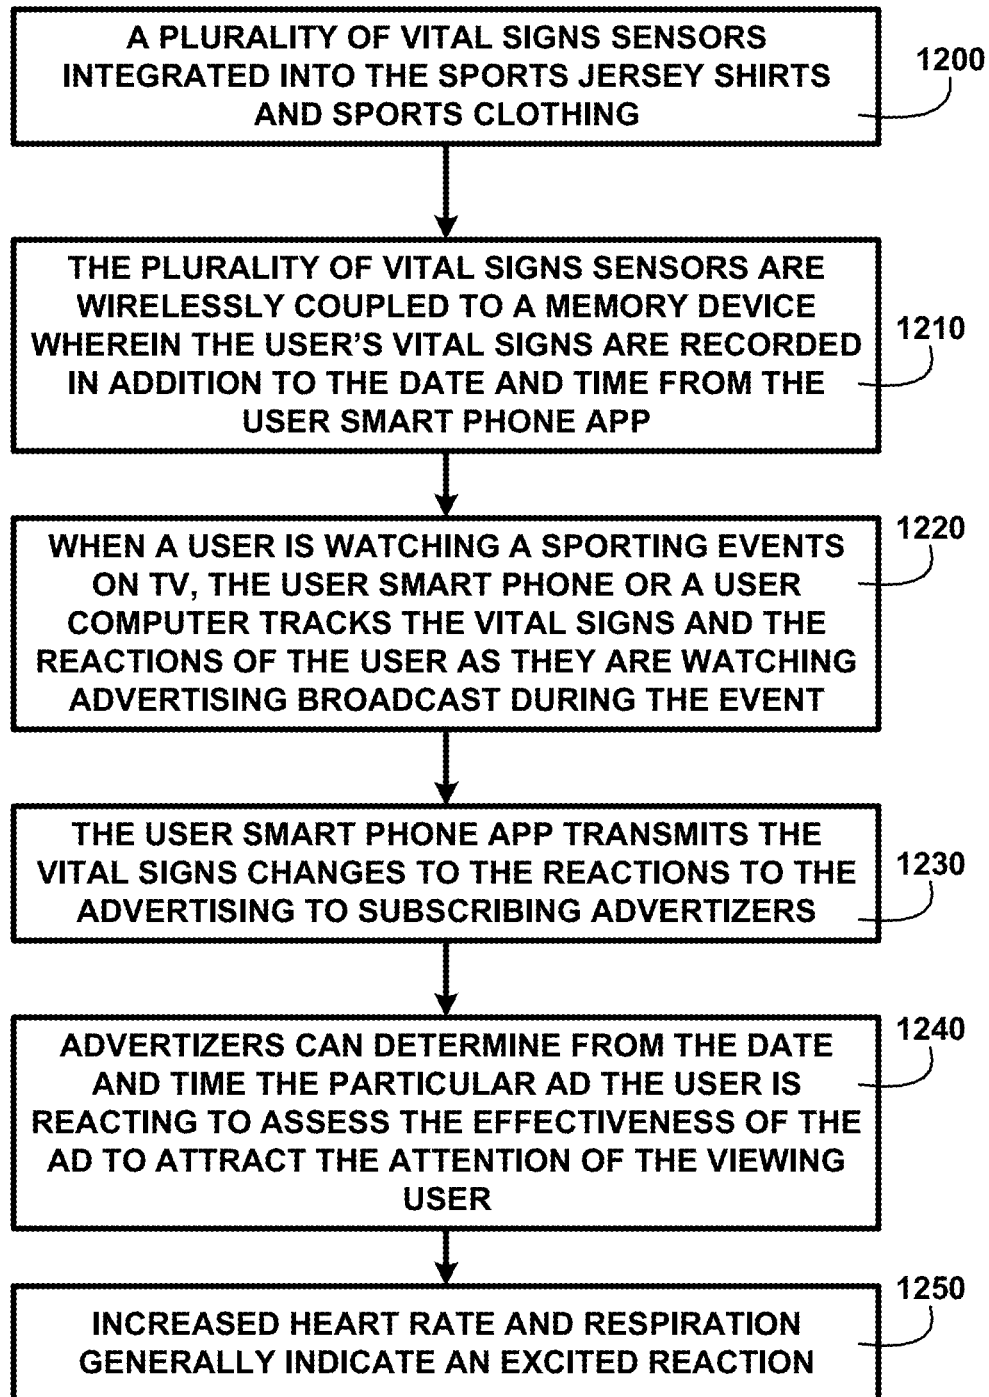 A PLURALITY OF VITAL SIGNS SENSORS
INTEGRATED INTO THE SPORTS JERSEY SHIRTS
AND SPORTS CLOTHING
1200
THE PLURALITY OF VITAL SIGNS SENSORS ARE
WIRELESSLY COUPLED TO A MEMORY DEVICE
WHEREIN THE USER'S VITAL SIGNS ARE RECORDED
IN ADDITION TO THE DATE AND TIME FROM THE
USER SMART PHONE APP
1210
WHEN A USER IS WATCHING A SPORTING EVENTS
ON TV, THE USER SMART PHONE OR A USER
COMPUTER TRACKS THE VITAL SIGNS AND THE
REACTIONS OF THE USER AS THEY ARE WATCHING
ADVERTISING BROADCAST DURING THE EVENT
1220
THE USER SMART PHONE APP TRANSMITS THE
VITAL SIGNS CHANGES TO THE REACTIONS TO THE
ADVERTISING TO SUBSCRIBING ADVERTIZERS
1230
ADVERTIZERS CAN DETERMINE FROM THE DATE
AND TIME THE PARTICULAR AD THE USER IS
REACTING TO ASSESS THE EFFECTIVENESS OF THE
AD TO ATTRACT THE ATTENTION OF THE VIEWING
USER
1240
INCREASED HEART RATE AND RESPIRATION
GENERALLY INDICATE AN EXCITED REACTION
1250